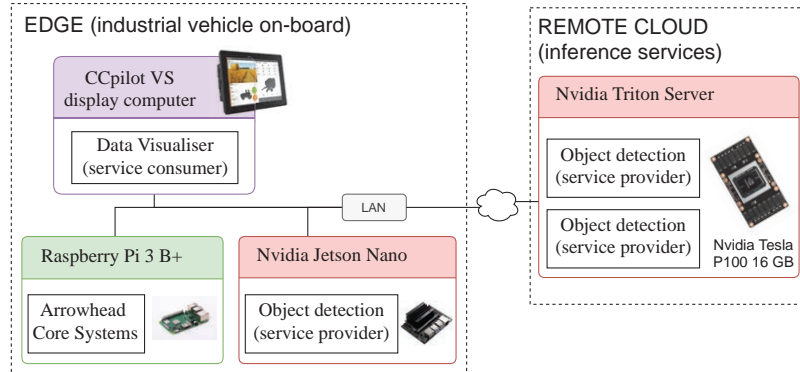 EDGE (industrial vehicle on-board)
CCpilot VS
display computer
Data Visualiser
(service consumer)
LAN
Raspberry Pi 3 B+
Arrowhead
Core Systems
Nvidia Jetson Nano
Object detection
(service provider)
REMOTE CLOUD
(inference services)
Nvidia Triton Server
Object detection
(service provider)
Object detection
(service provider)
Nvidia Tesla
P100 16 GB